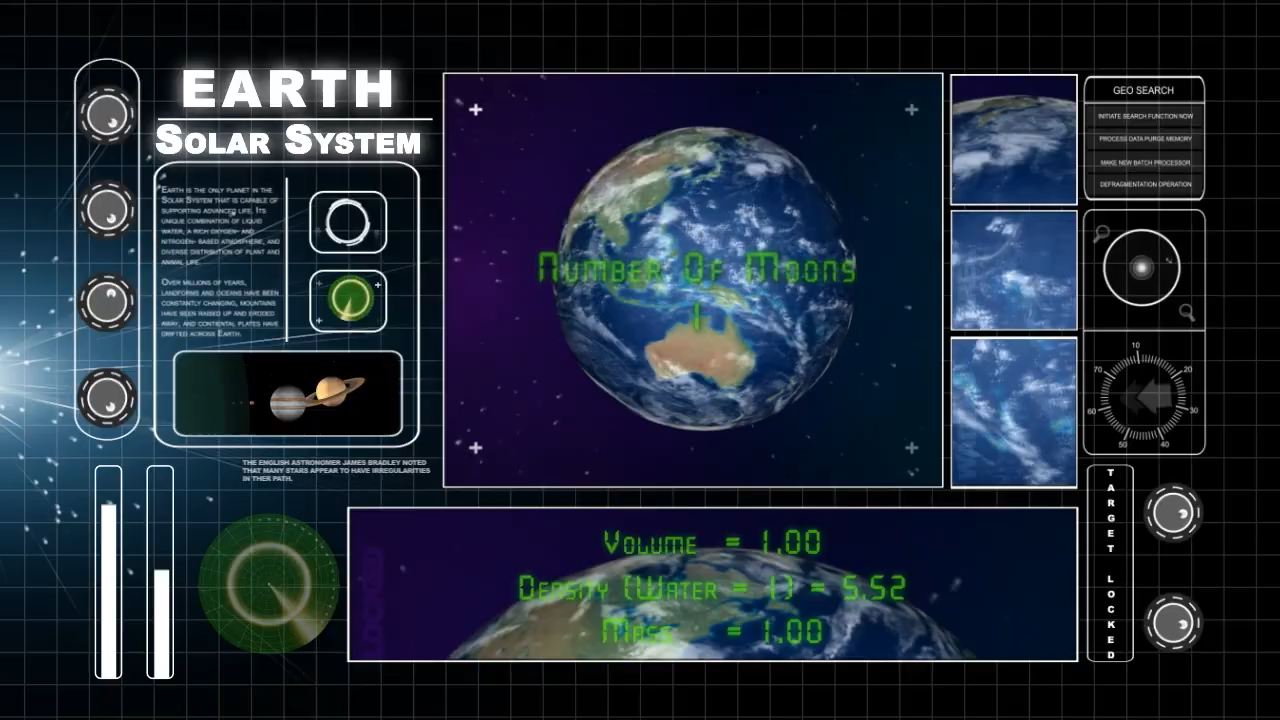 EARTH
SOLAR SYSTEM
EARTH IS THE ONLY PLANET IN THE
SOLAR SYSTEM THAT IS CAPABLE OF
SUPPORTING ADVANCED LIFE. ITS
UNIQUE COMBINATION OF LIQUID
WATER, A RICH OXYGEN- AND
NITROGEN- BASED ATMOSPHERE, AND
DIVERSE DISTRIBUTION OF PLANT AND
ANIMAL LIFE.
OVER MILLIONS OF YEARS,
LANDFORMS AND OCEANS HAVE BEEN
CONSTANTLY CHANGING, MOUNTAINS
HAVE BEEN RAISED UP AND ERODED
AWAY, AND CONTIENTAL PLATES HAVE
DRIFTED ACROSS EARTH.
THE ENGLISH ASTRONOMER JAMES BRADLEY NOTED
THAT MANY STARS APPEAR TO HAVE IRREGULARITIES
IN THER PATH.
NUMBER OF MOONS
1
VOLUME = 1.00
DENSITY (WATER = 1) = 5.52
MASS = 1.00
LOCKED
GEO SEARCH
INITIATE SEARCH FUNCTION NOW
PROCESS DATA PURGE MEMORY
MAKE NEW BATCH PROCESSOR
DEFRAGMENTATION OPERATION
10
20
30
40
50
60
70
TARGET LOCKED